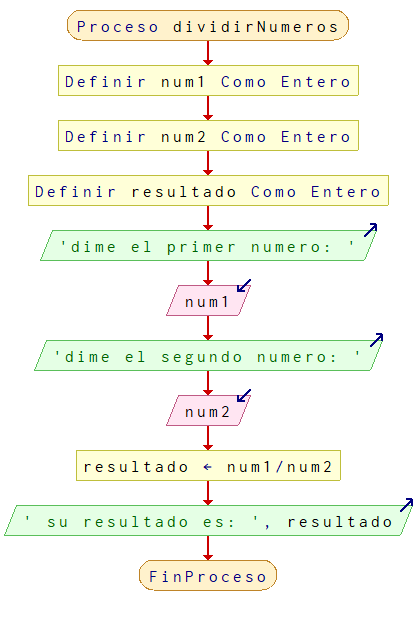 Proceso dividirNumeros
Definir num1 Como Entero
Definir num2 Como Entero
Definir resultado Como Entero
'dime el primer numero: '
num1
'dime el segundo numero: '
num2
resultado ← num1/num2
' su resultado es: ', resultado
FinProceso